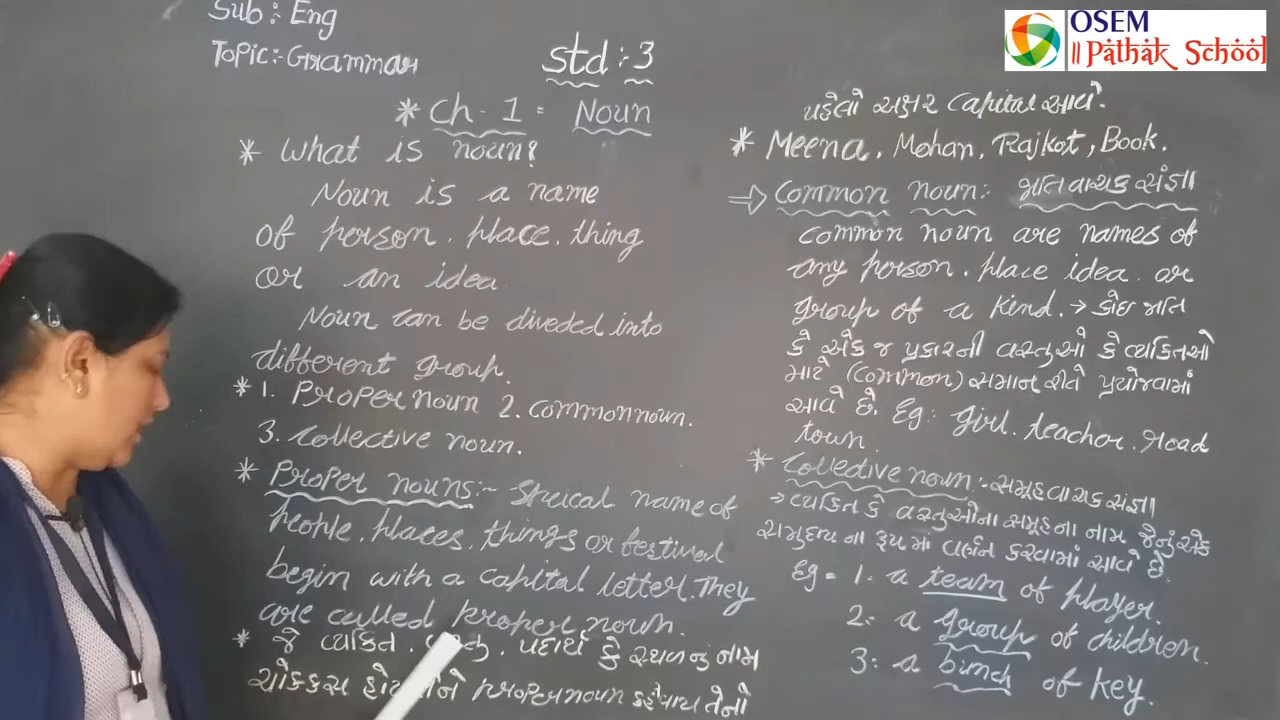 Sub:- Eng
Topic:- Grammar
Std : 3
* Ch - 1 = Noun
* What is noun?
Noun is a name
of person, place, thing
or an idea.
Noun can be diveded into
different group.
* 1. Proper noun 2. Common noun.
3. Collective noun.
* Proper nouns:- Speical name of
people, places, things or festival
begin with a capital letter. They
are called proper noun.
* જે વ્યકિત, પદાર્થ કે સ્થળનું નામ
ચોકકસ proper noun કહેવાય તેનો
OSEM
|| Pathak School
પહેલો અક્ષર Capital આવે.
* Meena, Mohan, Rajkot, Book.
⇒ Common noun: જાતિવાચક સંજ્ઞા
Common noun are names of
any person, place idea, or
group of a kind. → કોઇ જાતિ
કે એક જ પ્રકારની વસ્તુઓ કે વ્યકિતઓ
માટે (Common) સમાન રીતે પ્રયોજવામાં
આવે છે. Eg: Girl, teacher, road
town.
* Collective noun:- સમૂહવાચક સંજ્ઞા
→ વ્યકિત કે વસ્તુઓના સમૂહના નામ જેનું એક
સમુદાય ના રૂપમાં વર્ણન કરવામાં આવે છે.
Eg = 1. a team of player.
2: a group of children.
3: a bunch of key.